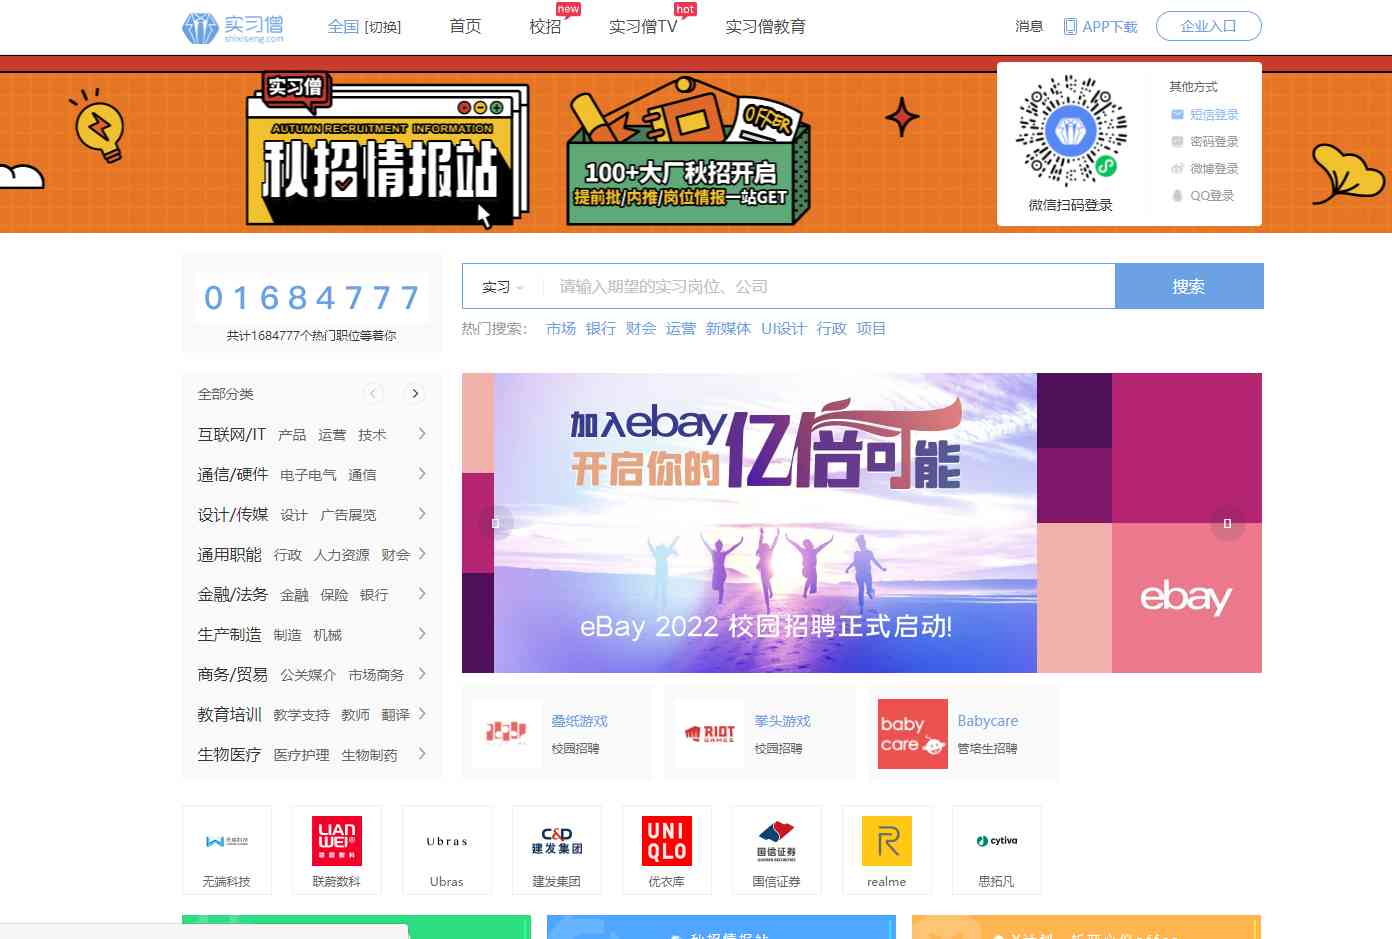 实习僧
shixiseng.com
全国 [切换]
首页
校招
new
实习僧TV
hot
实习僧教育
消息
APP下载
企业入口
实习僧
AUTUMN RECRUITMENT INFORMATION
秋招情报站
OFFER
100+大厂秋招开启
提前批/内推/岗位情报一站GET
微信扫码登录
其他方式
短信登录
密码登录
微博登录
QQ登录
01684777
共计1684777个热门职位等着你
实习
请输入期望的实习岗位、公司
搜索
热门搜索: 市场 银行 财会 运营 新媒体 UI设计 行政 项目
全部分类
互联网/IT 产品 运营 技术
通信/硬件 电子电气 通信
设计/传媒 设计 广告展览
通用职能 行政 人力资源 财会
金融/法务 金融 保险 银行
生产制造 制造 机械
商务/贸易 公关媒介 市场商务
教育培训 教学支持 教师 翻译
生物医疗 医疗护理 生物制药
加入ebay亿倍可能
开启你的
eBay 2022 校园招聘正式启动!
ebay
叠纸游戏
校园招聘
RIOT
GAMES
拳头游戏
校园招聘
baby
care
Babycare
管培生招聘
无端科技
LIAN
WEI
联蔚数科
联蔚数科
Ubras
Ubras
C&D
建发集团
建发集团
UNI
QLO
优衣库
国信证券
国信证券
realme
cytiva
思拓凡
秋招情报站